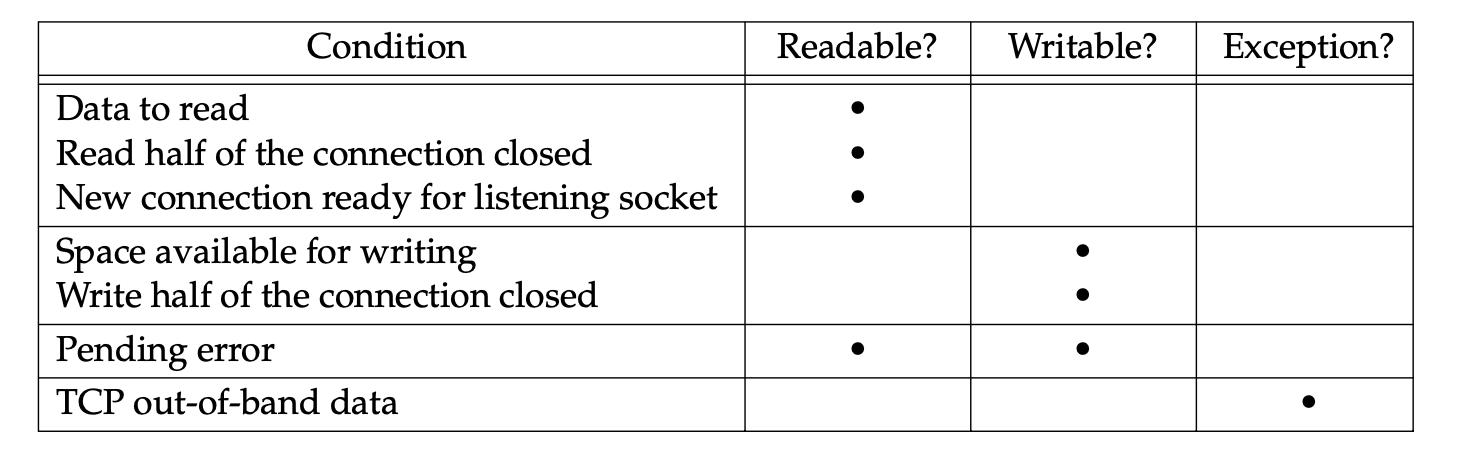 Condition Readable? Writable? Exception?
Data to read •
Read half of the connection closed •
New connection ready for listening socket •
Space available for writing •
Write half of the connection closed •
Pending error • •
TCP out-of-band data •